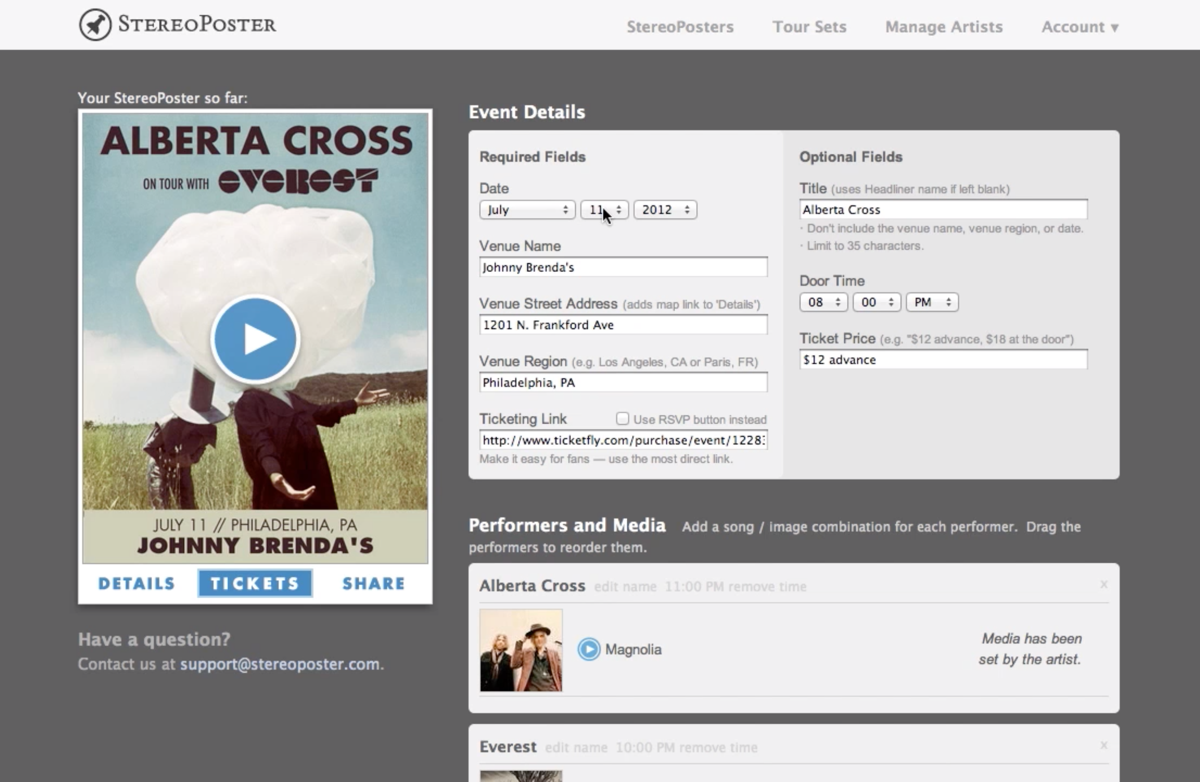 STEREOPOSTER
StereoPosters
Tour Sets
Manage Artists
Account ▾
Your StereoPoster so far:
ALBERTA CROSS
ON TOUR WITH EVEREST
JULY 11 // PHILADELPHIA, PA
JOHNNY BRENDA'S
DETAILS
TICKETS
SHARE
Have a question?
Contact us at support@stereoposter.com.
Event Details
Required Fields
Date
July
11
2012
Venue Name
Johnny Brenda's
Venue Street Address (adds map link to 'Details')
1201 N. Frankford Ave
Venue Region (e.g. Los Angeles, CA or Paris, FR)
Philadelphia, PA
Ticketing Link
Use RSVP button instead
http://www.ticketfly.com/purchase/event/1228
Make it easy for fans — use the most direct link.
Optional Fields
Title (uses Headliner name if left blank)
Alberta Cross
· Don't include the venue name, venue region, or date.
· Limit to 35 characters.
Door Time
08
00
PM
Ticket Price (e.g. "$12 advance, $18 at the door")
$12 advance
Performers and Media Add a song / image combination for each performer. Drag the
performers to reorder them.
Alberta Cross edit name 11:00 PM remove time
x
Magnolia
Media has been
set by the artist.
Everest edit name 10:00 PM remove time
x